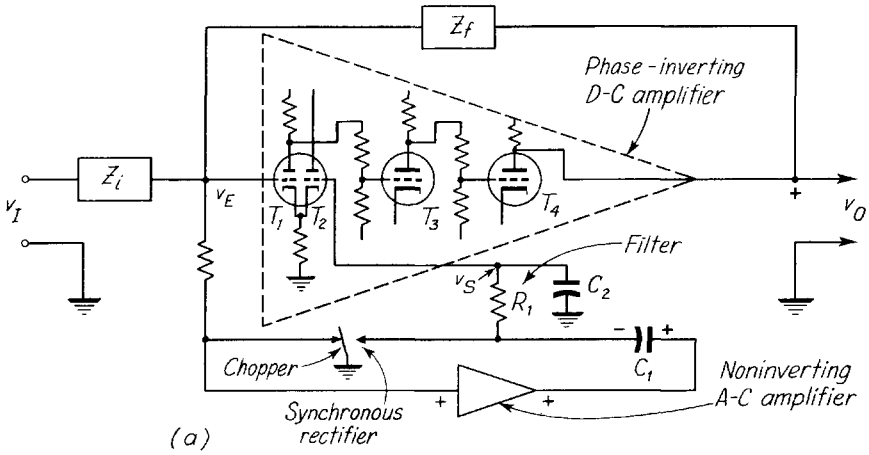 Z_f
Phase-inverting
D-C amplifier
Z_i
v_I
v_E
T_1
T_2
T_3
T_4
+
v_O
v_S
Filter
R_1
C_2
- +
C_1
Chopper
Synchronous
rectifier
+ +
Noninverting
A-C amplifier
(a)